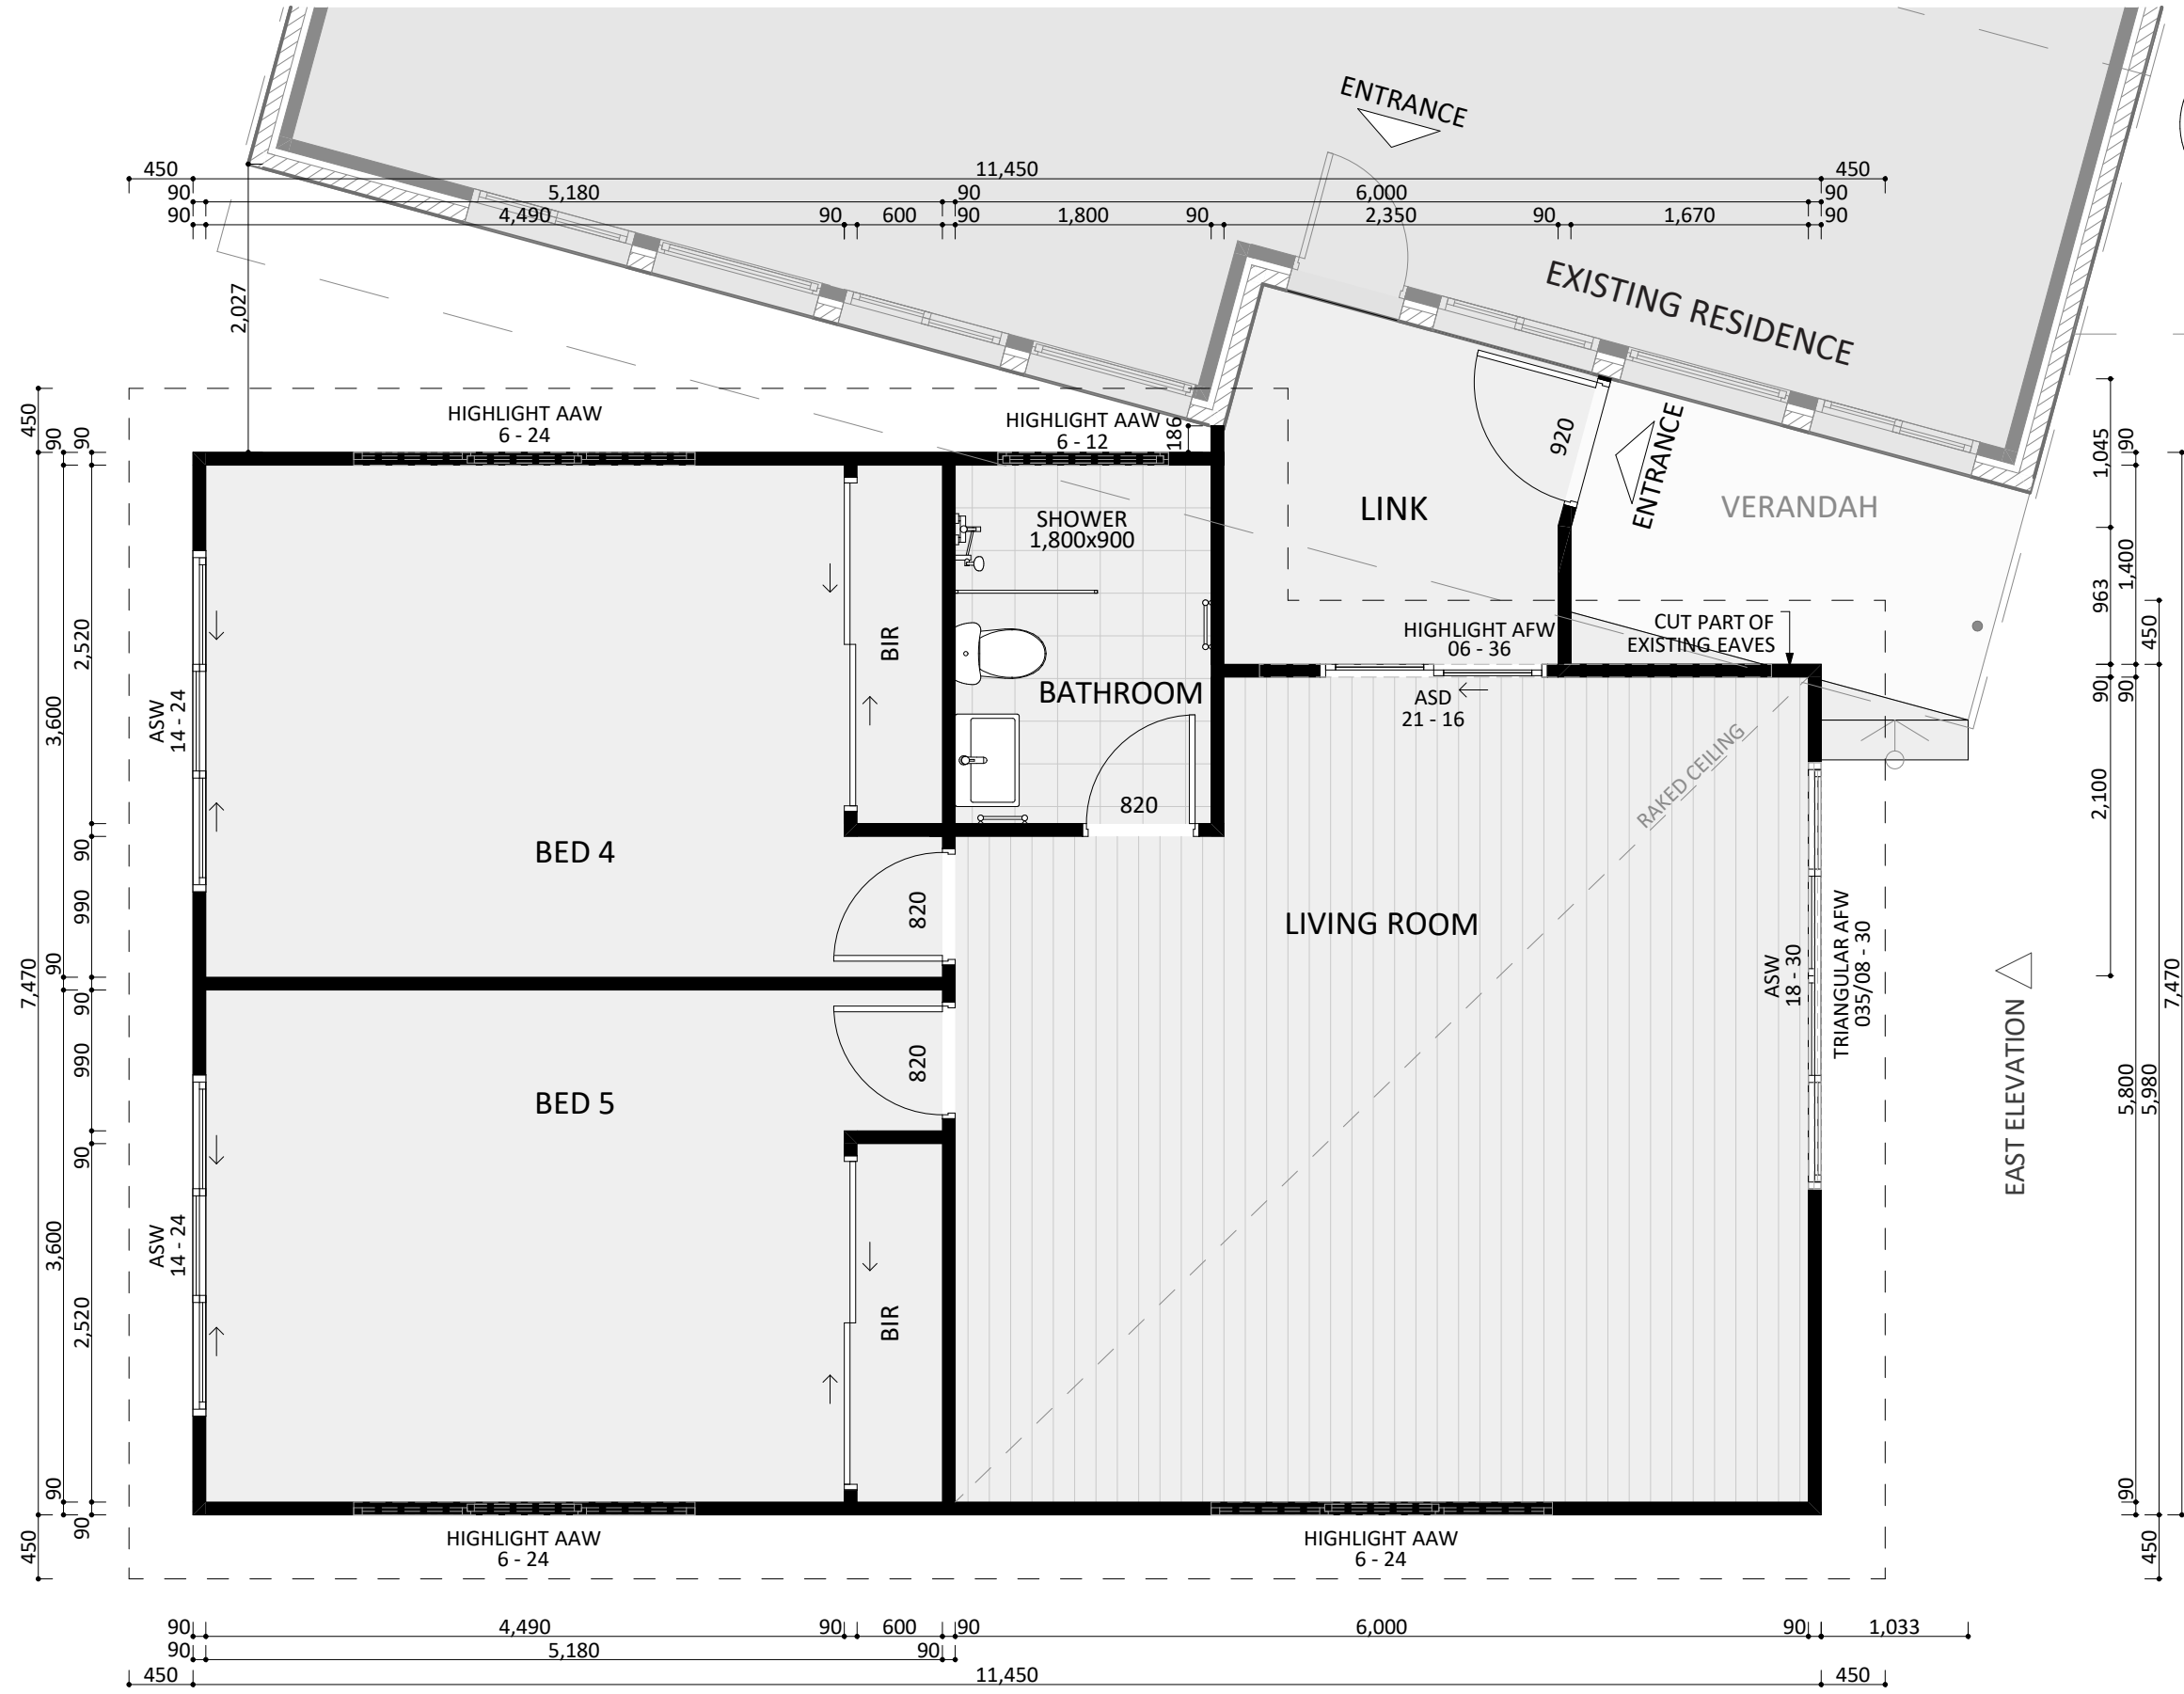 ENTRANCE
450
11,450
450
90
5,180
90
6,000
90
90
4,490
90
600
90
1,800
90
2,350
90
1,670
90
EXISTING RESIDENCE
2,027
HIGHLIGHT AAW
6 - 24
HIGHLIGHT AAW
6 - 12
186
920
ENTRANCE
LINK
VERANDAH
SHOWER
1,800x900
BIR
BATHROOM
HIGHLIGHT AFW
06 - 36
CUT PART OF
EXISTING EAVES
ASD
21 - 16
RAKED CEILING
820
ASW
14 - 24
BED 4
820
LIVING ROOM
ASW
18 - 30
TRIANGULAR AFW
035/08 - 30
EAST ELEVATION
BED 5
820
ASW
14 - 24
BIR
HIGHLIGHT AAW
6 - 24
HIGHLIGHT AAW
6 - 24
450
7,470
450
90
3,600
90
3,600
90
90
2,520
90
990
90
990
90
2,520
90
1,045
963
90
2,100
90
1,400
90
5,800
90
450
5,980
450
7,470
90
4,490
90
600
90
6,000
90
1,033
90
5,180
90
450
11,450
450